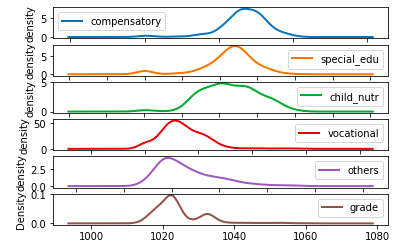 5
0
density
compensatory
5
0
density
special_edu
5
0
density
child_nutr
50
0
density
vocational
2.5
0.0
density
others
0.1
0.0
Density
grade
1000 1020 1040 1060 1080